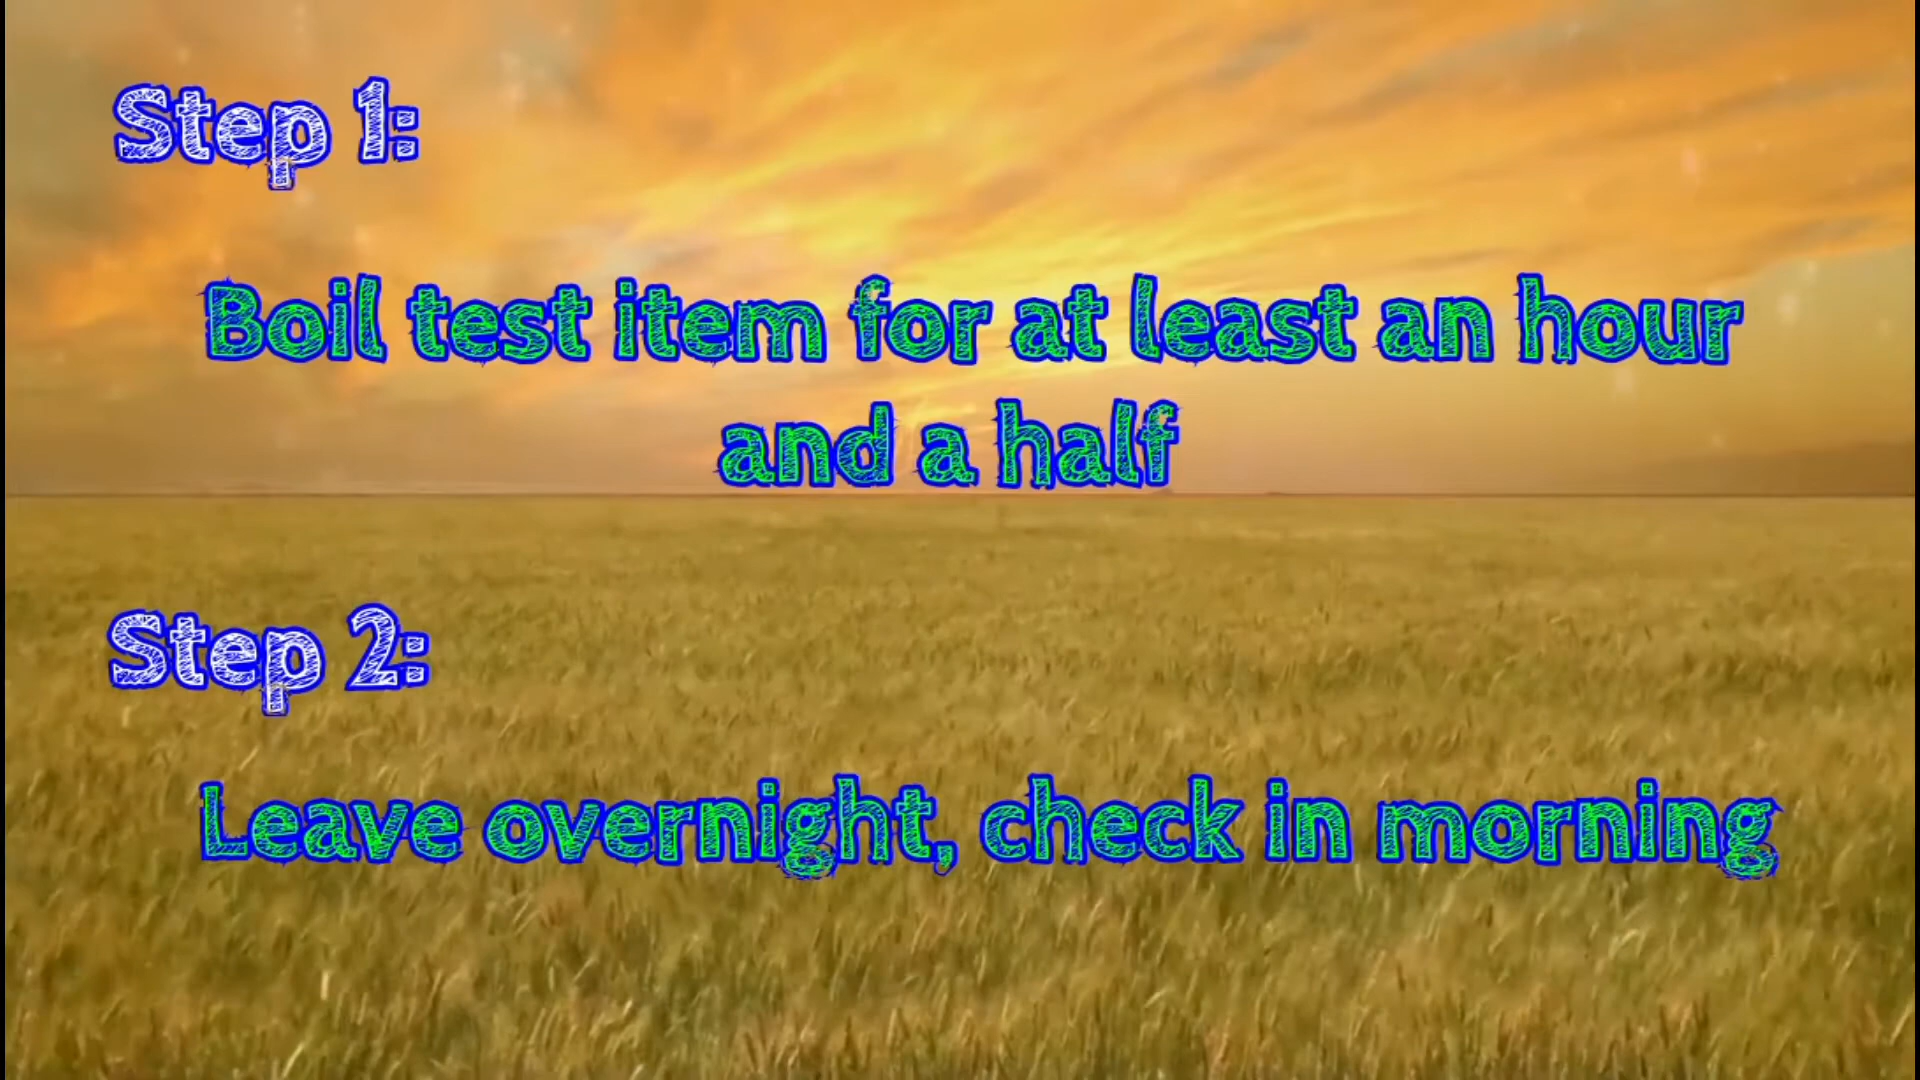 Step 1:
Boil test item for at least an hour
and a half
Step 2:
Leave overnight, check in morning